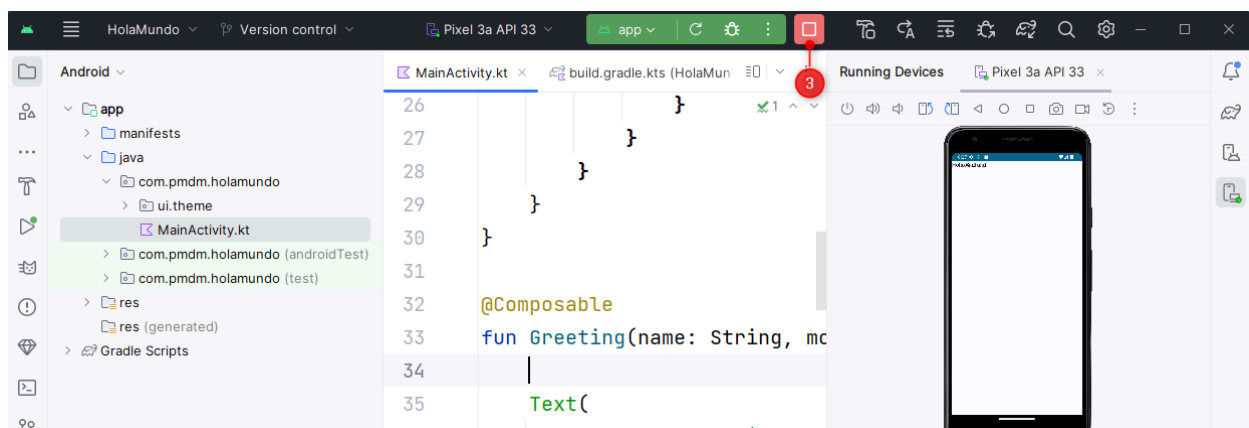 HolaMundo Version control Pixel 3a API 33 app
Android MainActivity.kt build.gradle.kts (HolaMun 3 Running Devices Pixel 3a API 33
app
manifests
java
com.pmdm.holamundo
ui.theme
MainActivity.kt
com.pmdm.holamundo (androidTest)
com.pmdm.holamundo (test)
res
res (generated)
Gradle Scripts
26 } 1
27 }
28 }
29 }
30 }
31
32 @Composable
33 fun Greeting(name: String, mo
34
35 Text(